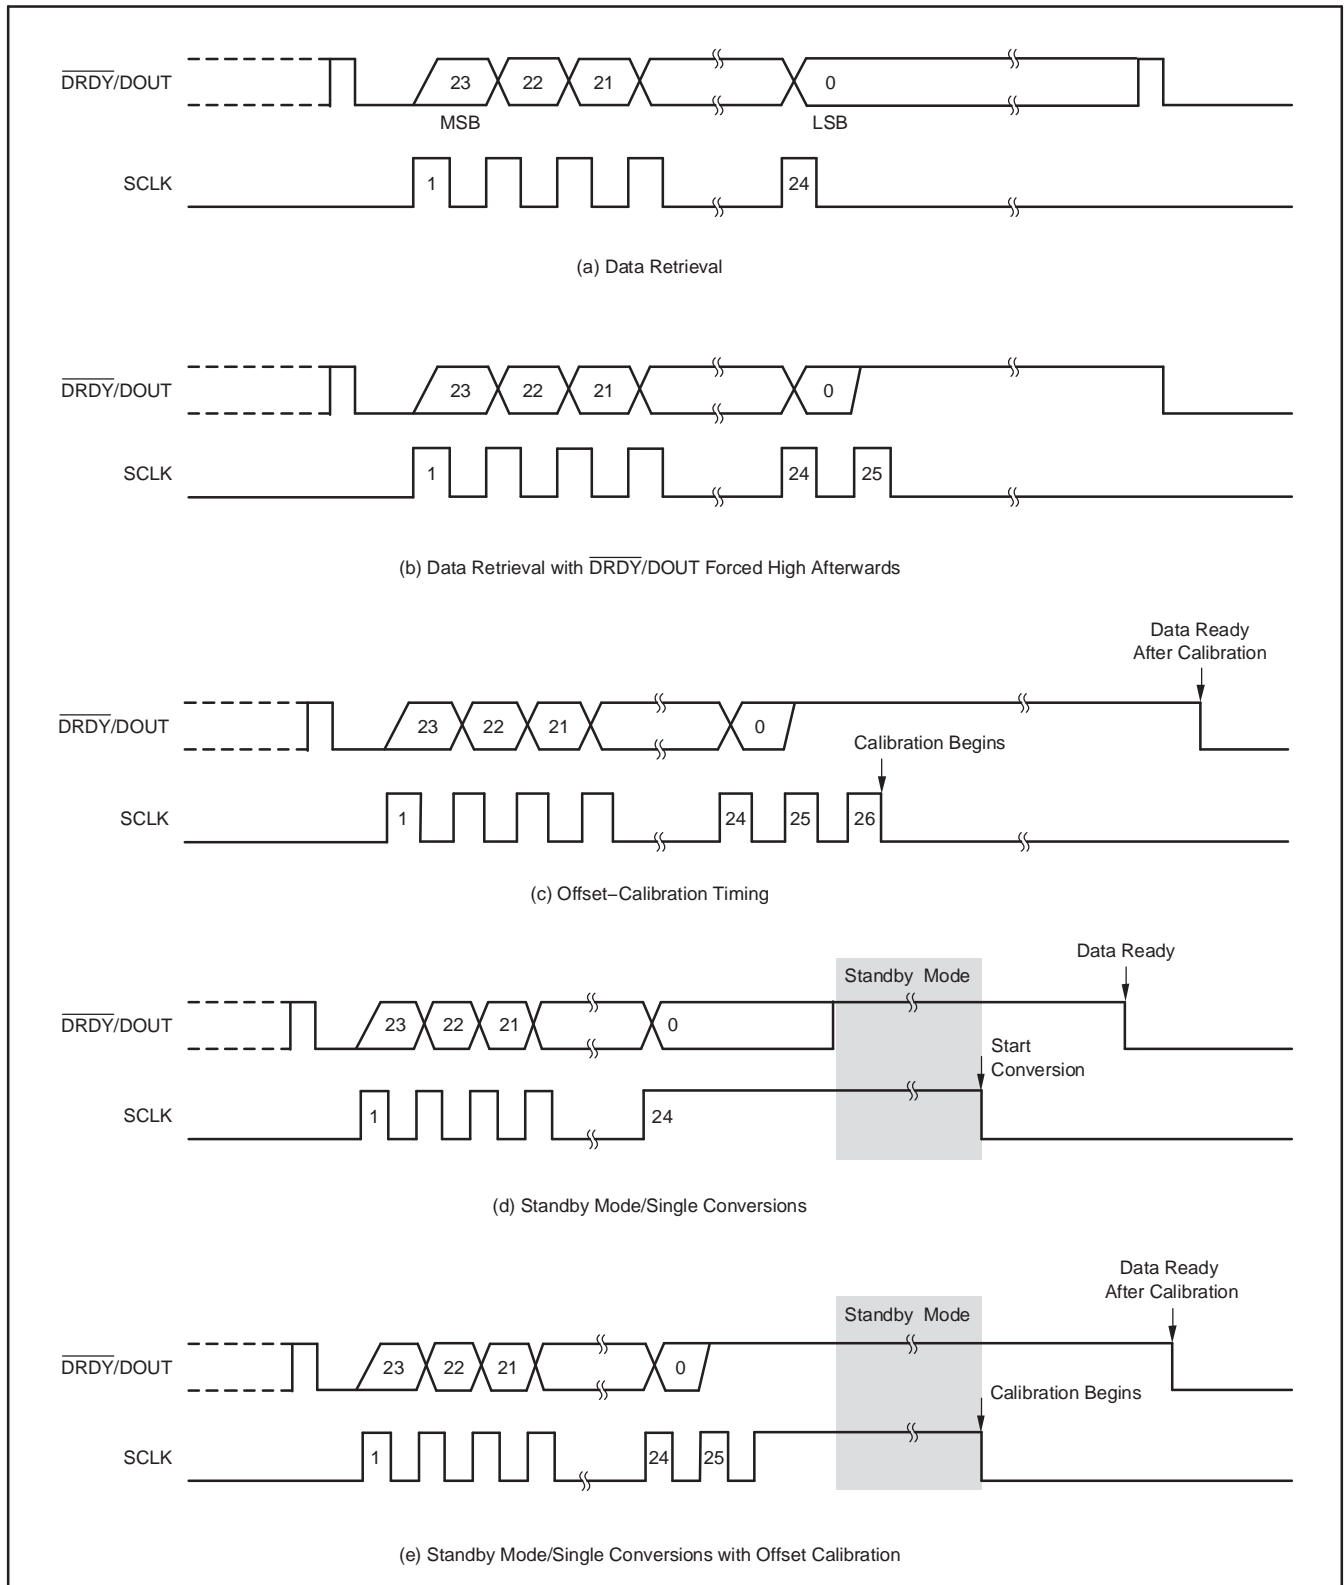 DRDY/DOUT
23 22 21 0
MSB LSB
SCLK
1 24
(a) Data Retrieval
DRDY/DOUT
23 22 21 0
SCLK
1 24 25
(b) Data Retrieval with DRDY/DOUT Forced High Afterwards
Data Ready
After Calibration
DRDY/DOUT
23 22 21 0
Calibration Begins
SCLK
1 24 25 26
(c) Offset−Calibration Timing
Data Ready
Standby Mode
DRDY/DOUT
23 22 21 0
Start
Conversion
SCLK
1 24
(d) Standby Mode/Single Conversions
Data Ready
After Calibration
Standby Mode
DRDY/DOUT
23 22 21 0
Calibration Begins
SCLK
1 24 25
(e) Standby Mode/Single Conversions with Offset Calibration